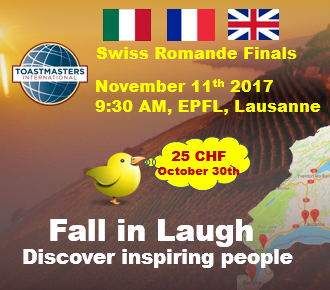 Swiss Romande Finals
TOASTMASTERS
INTERNATIONAL
November 11th 2017
9:30 AM, EPFL, Lausanne
25 CHF
October 30th
Fall in Laugh
Discover inspiring people